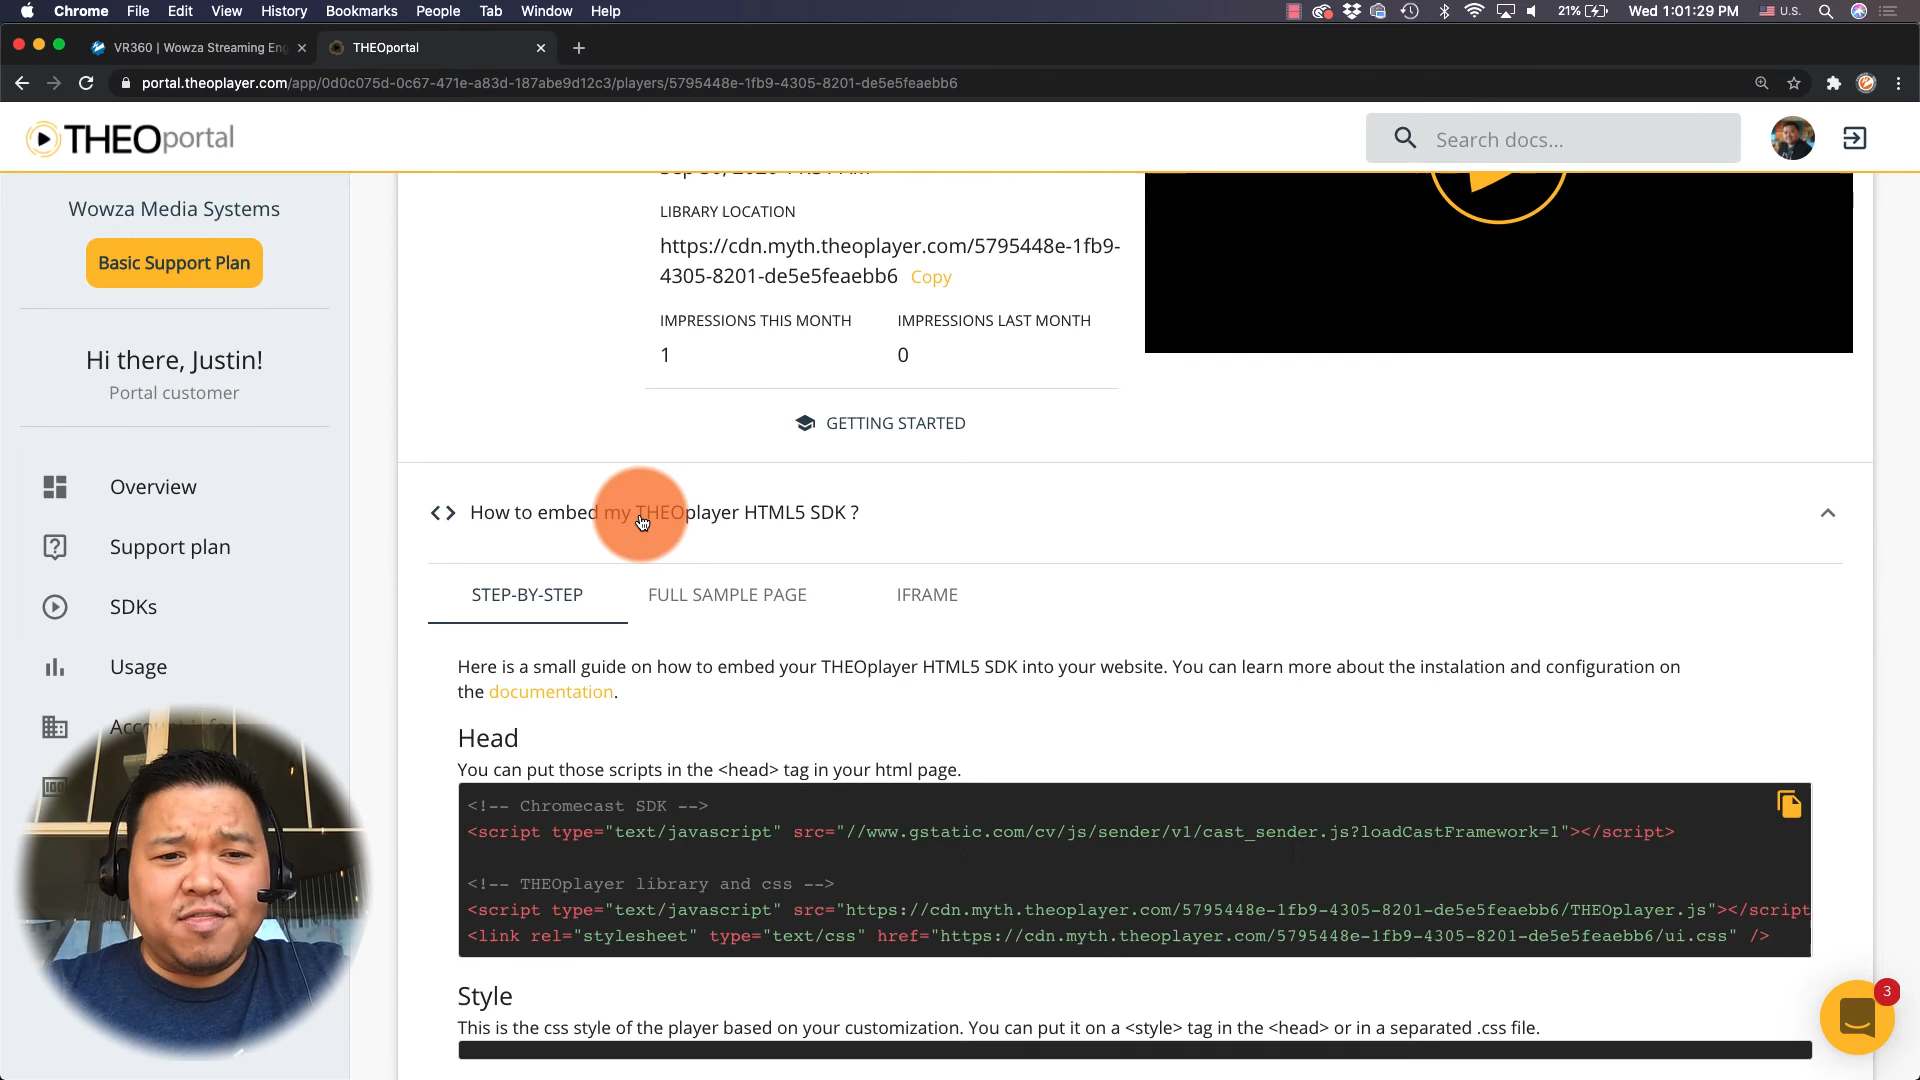 Chrome File Edit View History Bookmarks People Tab Window Help 21% Wed 1:01:29 PM U.S.
VR360 | Wowza Streaming Eng THEOportal
portal.theoplayer.com/app/0d0c075d-0c67-471e-a83d-187abe9d12c3/players/5795448e-1fb9-4305-8201-de5e5feaebb6
THEOportal
Search docs...
Wowza Media Systems
Basic Support Plan
Hi there, Justin!
Portal customer
Overview
Support plan
SDKs
Usage
LIBRARY LOCATION
https://cdn.myth.theoplayer.com/5795448e-1fb9-
4305-8201-de5e5feaebb6 Copy
IMPRESSIONS THIS MONTH IMPRESSIONS LAST MONTH
1 0
GETTING STARTED
<> How to embed my THEOplayer HTML5 SDK ?
STEP-BY-STEP FULL SAMPLE PAGE IFRAME
Here is a small guide on how to embed your THEOplayer HTML5 SDK into your website. You can learn more about the instalation and configuration on
the documentation.
Head
You can put those scripts in the <head> tag in your html page.
<!-- Chromecast SDK -->
<script type="text/javascript" src="//www.gstatic.com/cv/js/sender/v1/cast_sender.js?loadCastFramework=1"></script>
<!-- THEOplayer library and css -->
<script type="text/javascript" src="https://cdn.myth.theoplayer.com/5795448e-1fb9-4305-8201-de5e5feaebb6/THEOplayer.js"></script
<link rel="stylesheet" type="text/css" href="https://cdn.myth.theoplayer.com/5795448e-1fb9-4305-8201-de5e5feaebb6/ui.css" />
Style
This is the css style of the player based on your customization. You can put it on a <style> tag in the <head> or in a separated .css file.
3